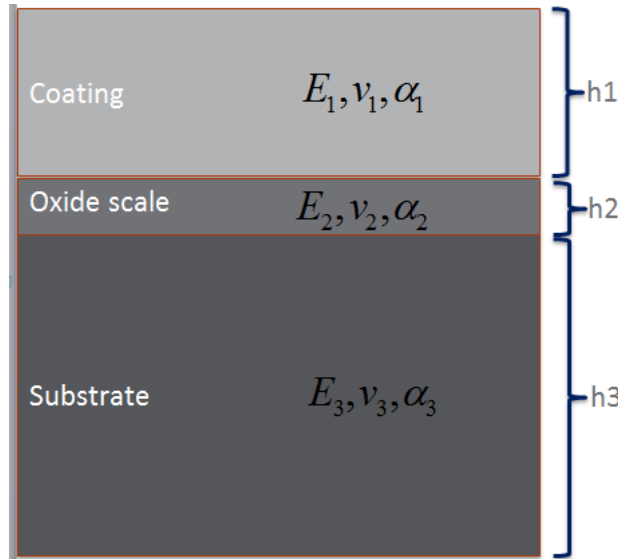 Coating
E₁,v₁,α₁
h1
Oxide scale
E₂,v₂,α₂
h2
Substrate
E₃,v₃,α₃
h3